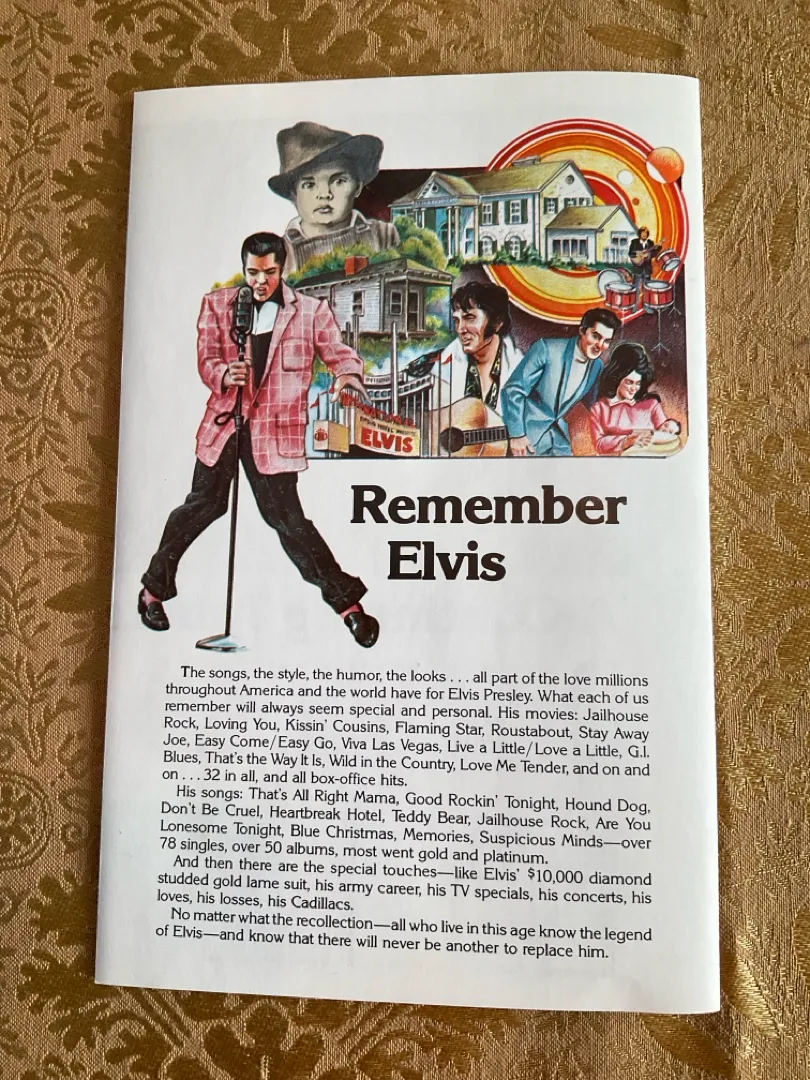 ELVIS
Remember
Elvis
The songs, the style, the humor, the looks . . . all part of the love millions
throughout America and the world have for Elvis Presley. What each of us
remember will always seem special and personal. His movies: Jailhouse
Rock, Loving You, Kissin' Cousins, Flaming Star, Roustabout, Stay Away
Joe, Easy Come/Easy Go, Viva Las Vegas, Live a Little/Love a Little, G.I.
Blues, That's the Way It Is, Wild in the Country, Love Me Tender, and on and
on . . . 32 in all, and all box-office hits.
His songs: That's All Right Mama, Good Rockin' Tonight, Hound Dog,
Don't Be Cruel, Heartbreak Hotel, Teddy Bear, Jailhouse Rock, Are You
Lonesome Tonight, Blue Christmas, Memories, Suspicious Minds—over
78 singles, over 50 albums, most went gold and platinum.
And then there are the special touches—like Elvis' $10,000 diamond
studded gold lame suit, his army career, his TV specials, his concerts, his
loves, his losses, his Cadillacs.
No matter what the recollection—all who live in this age know the legend
of Elvis—and know that there will never be another to replace him.